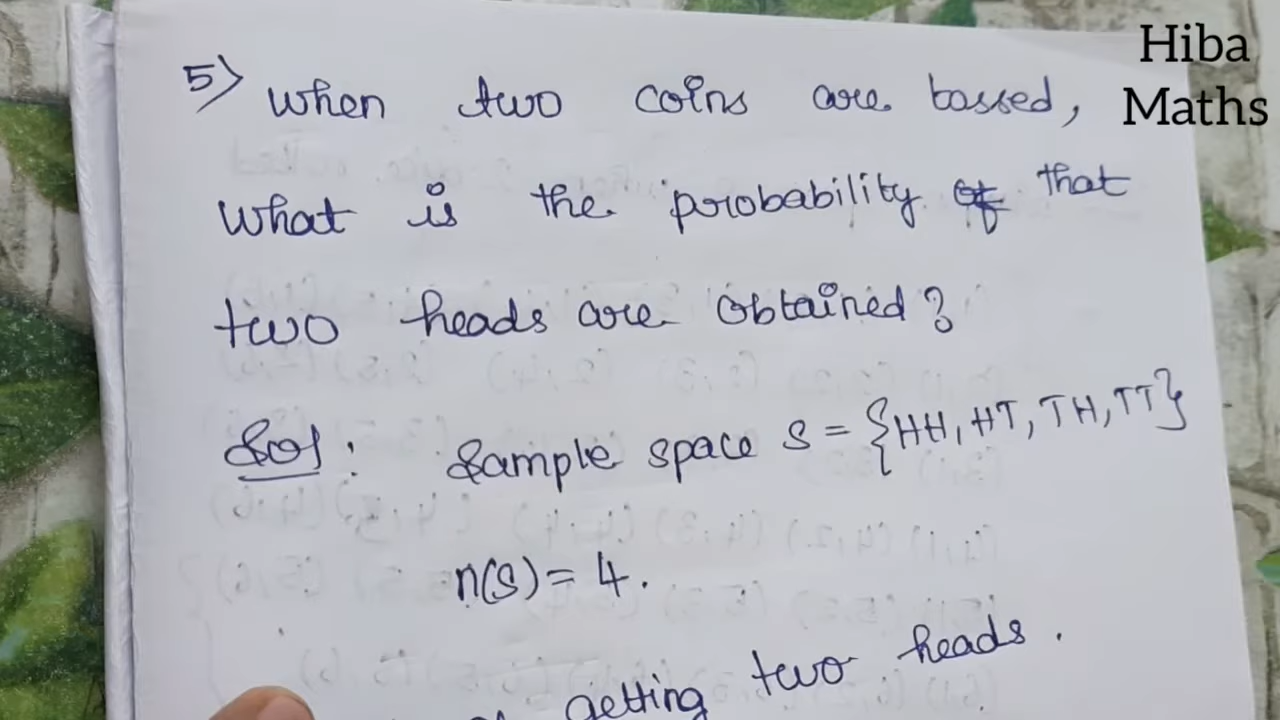 Hiba
Maths
5) When two coins are tossed,
what is the probability of that
two heads are obtained?
Sol: Sample space S = {HH, HT, TH, TT}
n(S) = 4.
getting two heads.